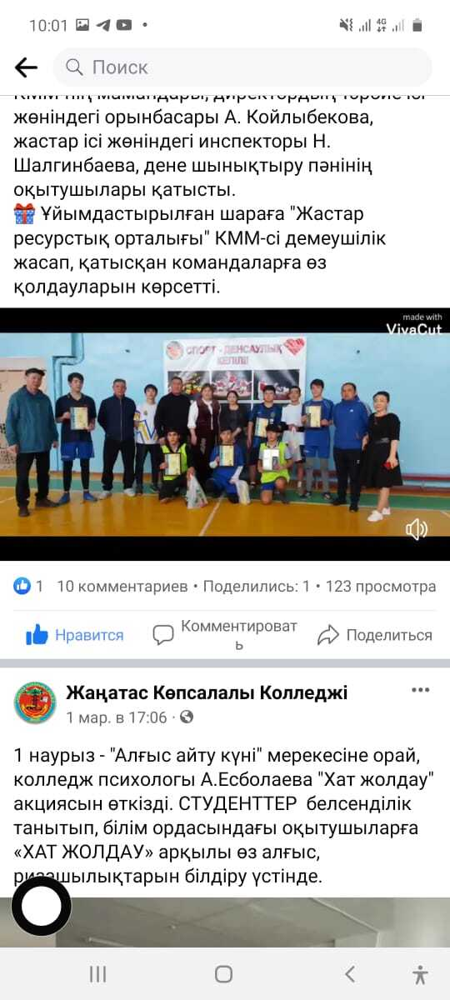 10:01
4G
Поиск
жөніндегі орынбасары А. Койлыбекова,
жастар ісі жөніндегі инспекторы Н.
Шалгинбаева, дене шынықтыру пәнінің
оқытушылары қатысты.
🎁 Ұйымдастырылған шараға "Жастар
ресурстық орталығы" КММ-сі демеушілік
жасап, қатысқан командаларға өз
қолдауларын көрсетті.
made with
VivaCut
СПОРТ - ДЕНСАУЛЫҚ
КЕПІЛІ
1 10 комментариев • Поделились: 1 • 123 просмотра
Нравится
Комментироват
ь
Поделиться
Жаңатас Көпсалалы Колледжі
1 мар. в 17:06 ·
1 наурыз - "Алғыс айту күні" мерекесіне орай,
колледж психологы А.Есболаева "Хат жолдау"
акциясын өткізді. СТУДЕНТТЕР белсенділік
танытып, білім ордасындағы оқытушыларға
«ХАТ ЖОЛДАУ» арқылы өз алғыс,
ризашылықтарын білдіру үстінде.